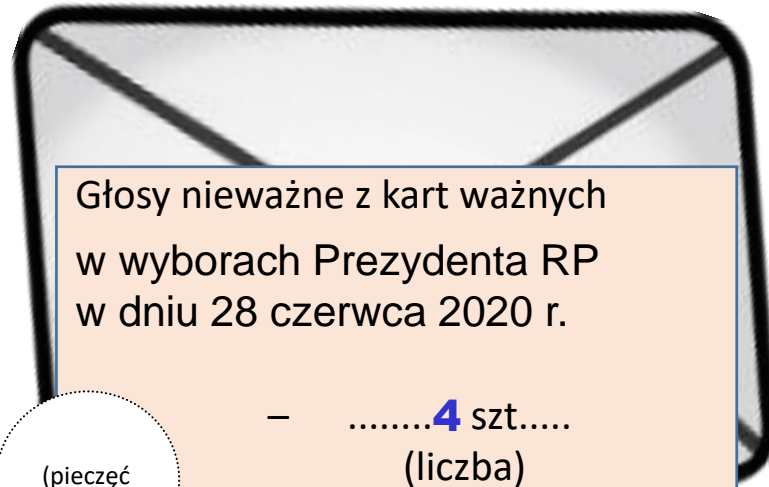 Głosy nieważne z kart ważnych
w wyborach Prezydenta RP
w dniu 28 czerwca 2020 r.
– ........4 szt.....
(liczba)
(pieczęć